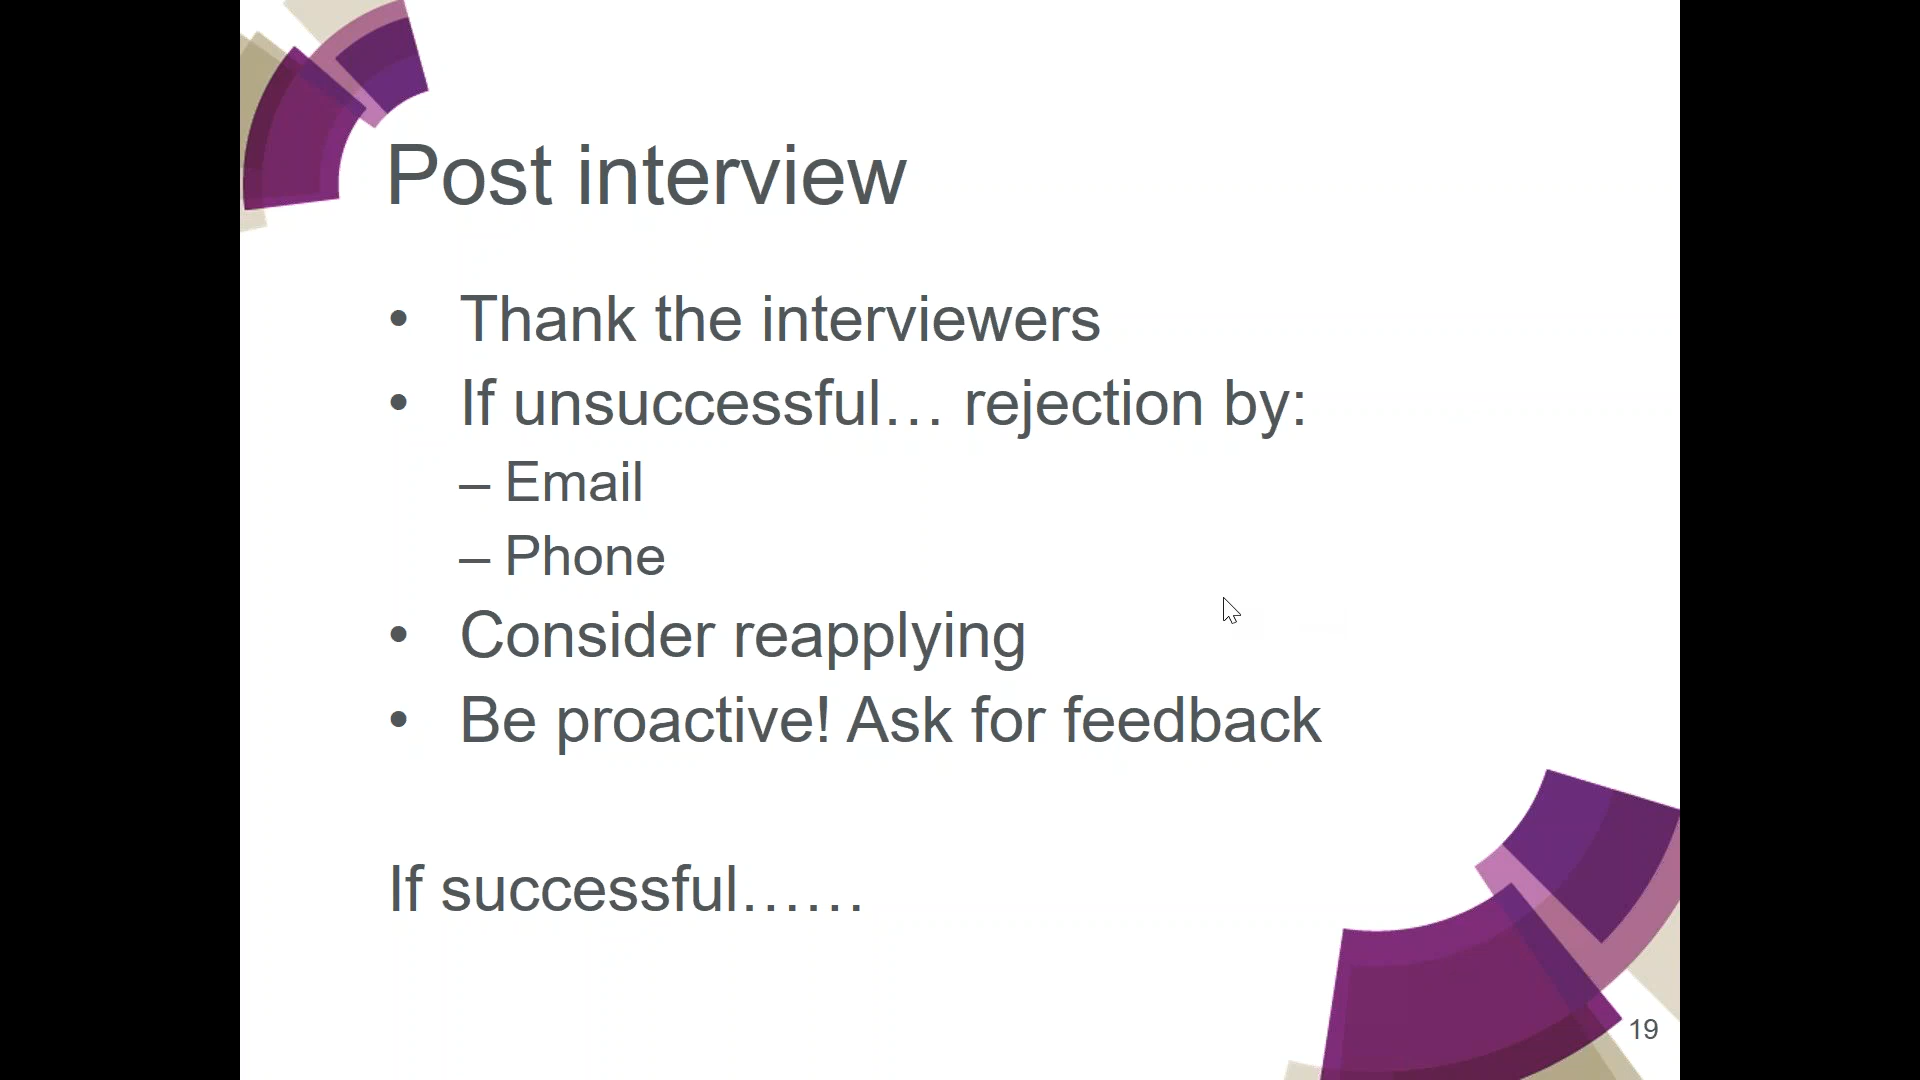 Post interview
• Thank the interviewers
• If unsuccessful… rejection by:
– Email
– Phone
• Consider reapplying
• Be proactive! Ask for feedback
If successful……
19